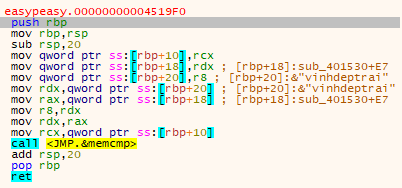 easypeasy.00000000004519F0
push rbp
mov rbp,rsp
sub rsp,20
mov qword ptr ss:[rbp+10],rcx
mov qword ptr ss:[rbp+18],rdx ; [rbp+18]:sub_401530+E7
mov qword ptr ss:[rbp+20],r8 ; [rbp+20]:&"vinhdeptrai"
mov rdx,qword ptr ss:[rbp+20] ; [rbp+20]:&"vinhdeptrai"
mov rax,qword ptr ss:[rbp+18] ; [rbp+18]:sub_401530+E7
mov r8,rdx
mov rdx,rax
mov rcx,qword ptr ss:[rbp+10]
call <JMP.&memcmp>
add rsp,20
pop rbp
ret